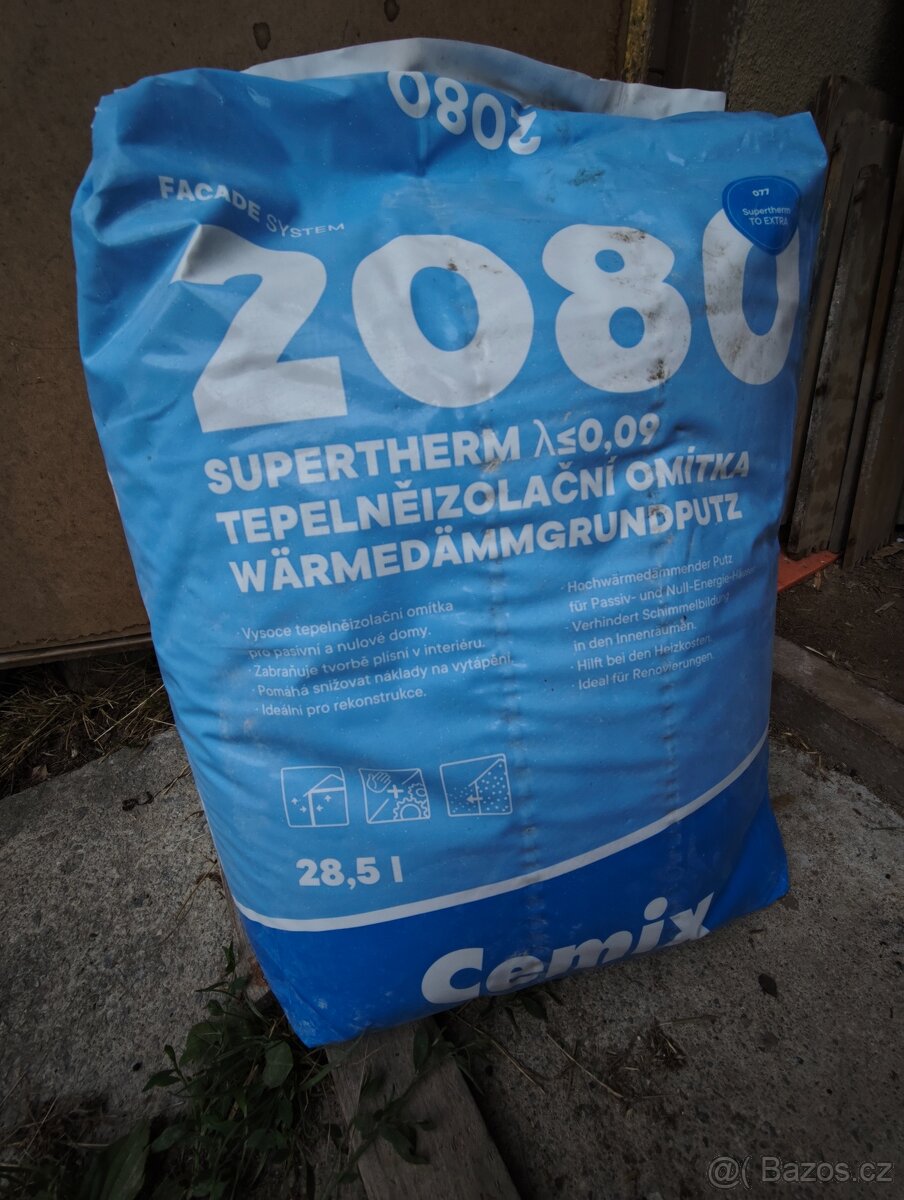 2080
FACADE SYSTEM
077
Supertherm
TO EXTRA
2080
SUPERTHERM λ≤0,09
TEPELNĚIZOLAČNÍ OMÍTKA
WÄRMEDÄMMGRUNDPUTZ
· Vysoce tepelněizolační omítka
pro pasivní a nulové domy.
· Zabraňuje tvorbě plísní v interiéru.
· Pomáhá snižovat náklady na vytápění.
· Ideální pro rekonstrukce.
· Hochwärmedämmender Putz
für Passiv- und Null-Energie-Häuser.
· Verhindert Schimmelbildung
in den Innenräumen.
· Hilft bei den Heizkosten.
· Ideal für Renovierungen.
28,5 l
Cemix
@( Bazos.cz